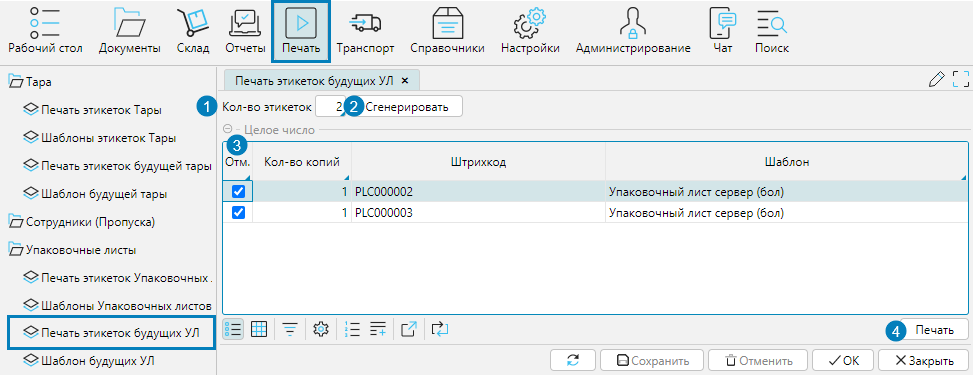 Рабочий стол Документы Склад Отчеты Печать Транспорт Справочники Настройки Администрирование Чат Поиск
Тара
Печать этикеток Тары
Шаблоны этикеток Тары
Печать этикеток будущей тары
Шаблон будущей тары
Сотрудники (Пропуска)
Упаковочные листы
Печать этикеток Упаковочных .
Шаблоны Упаковочных листов
Печать этикеток будущих УЛ
Шаблон будущих УЛ
Печать этикеток будущих УЛ ×
1 Кол-во этикеток 2 2 Сгенерировать
Целое число
3
Отм. Кол-во копий Штрихкод Шаблон
1 PLC000002 Упаковочный лист сервер (бол)
1 PLC000003 Упаковочный лист сервер (бол)
4 Печать
Сохранить Отменить OK Закрыть